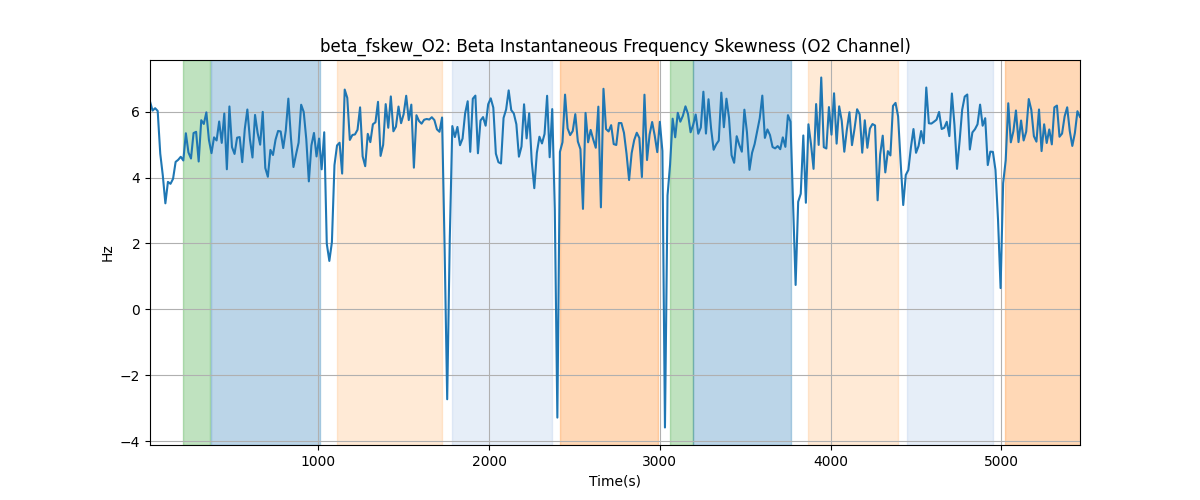 beta_fskew_O2: Beta Instantaneous Frequency Skewness (O2 Channel)
6
4
2
0
−2
−4
Hz
1000 2000 3000 4000 5000
Time(s)